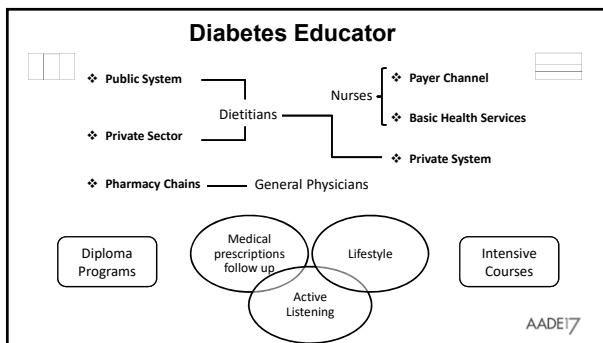 Diabetes Educator
❖ Public System
Dietitians
❖ Private Sector
❖ Pharmacy Chains
General Physicians
Nurses
❖ Payer Channel
❖ Basic Health Services
❖ Private System
Diploma
Programs
Medical
prescriptions
follow up
Lifestyle
Active
Listening
Intensive
Courses
AADE17